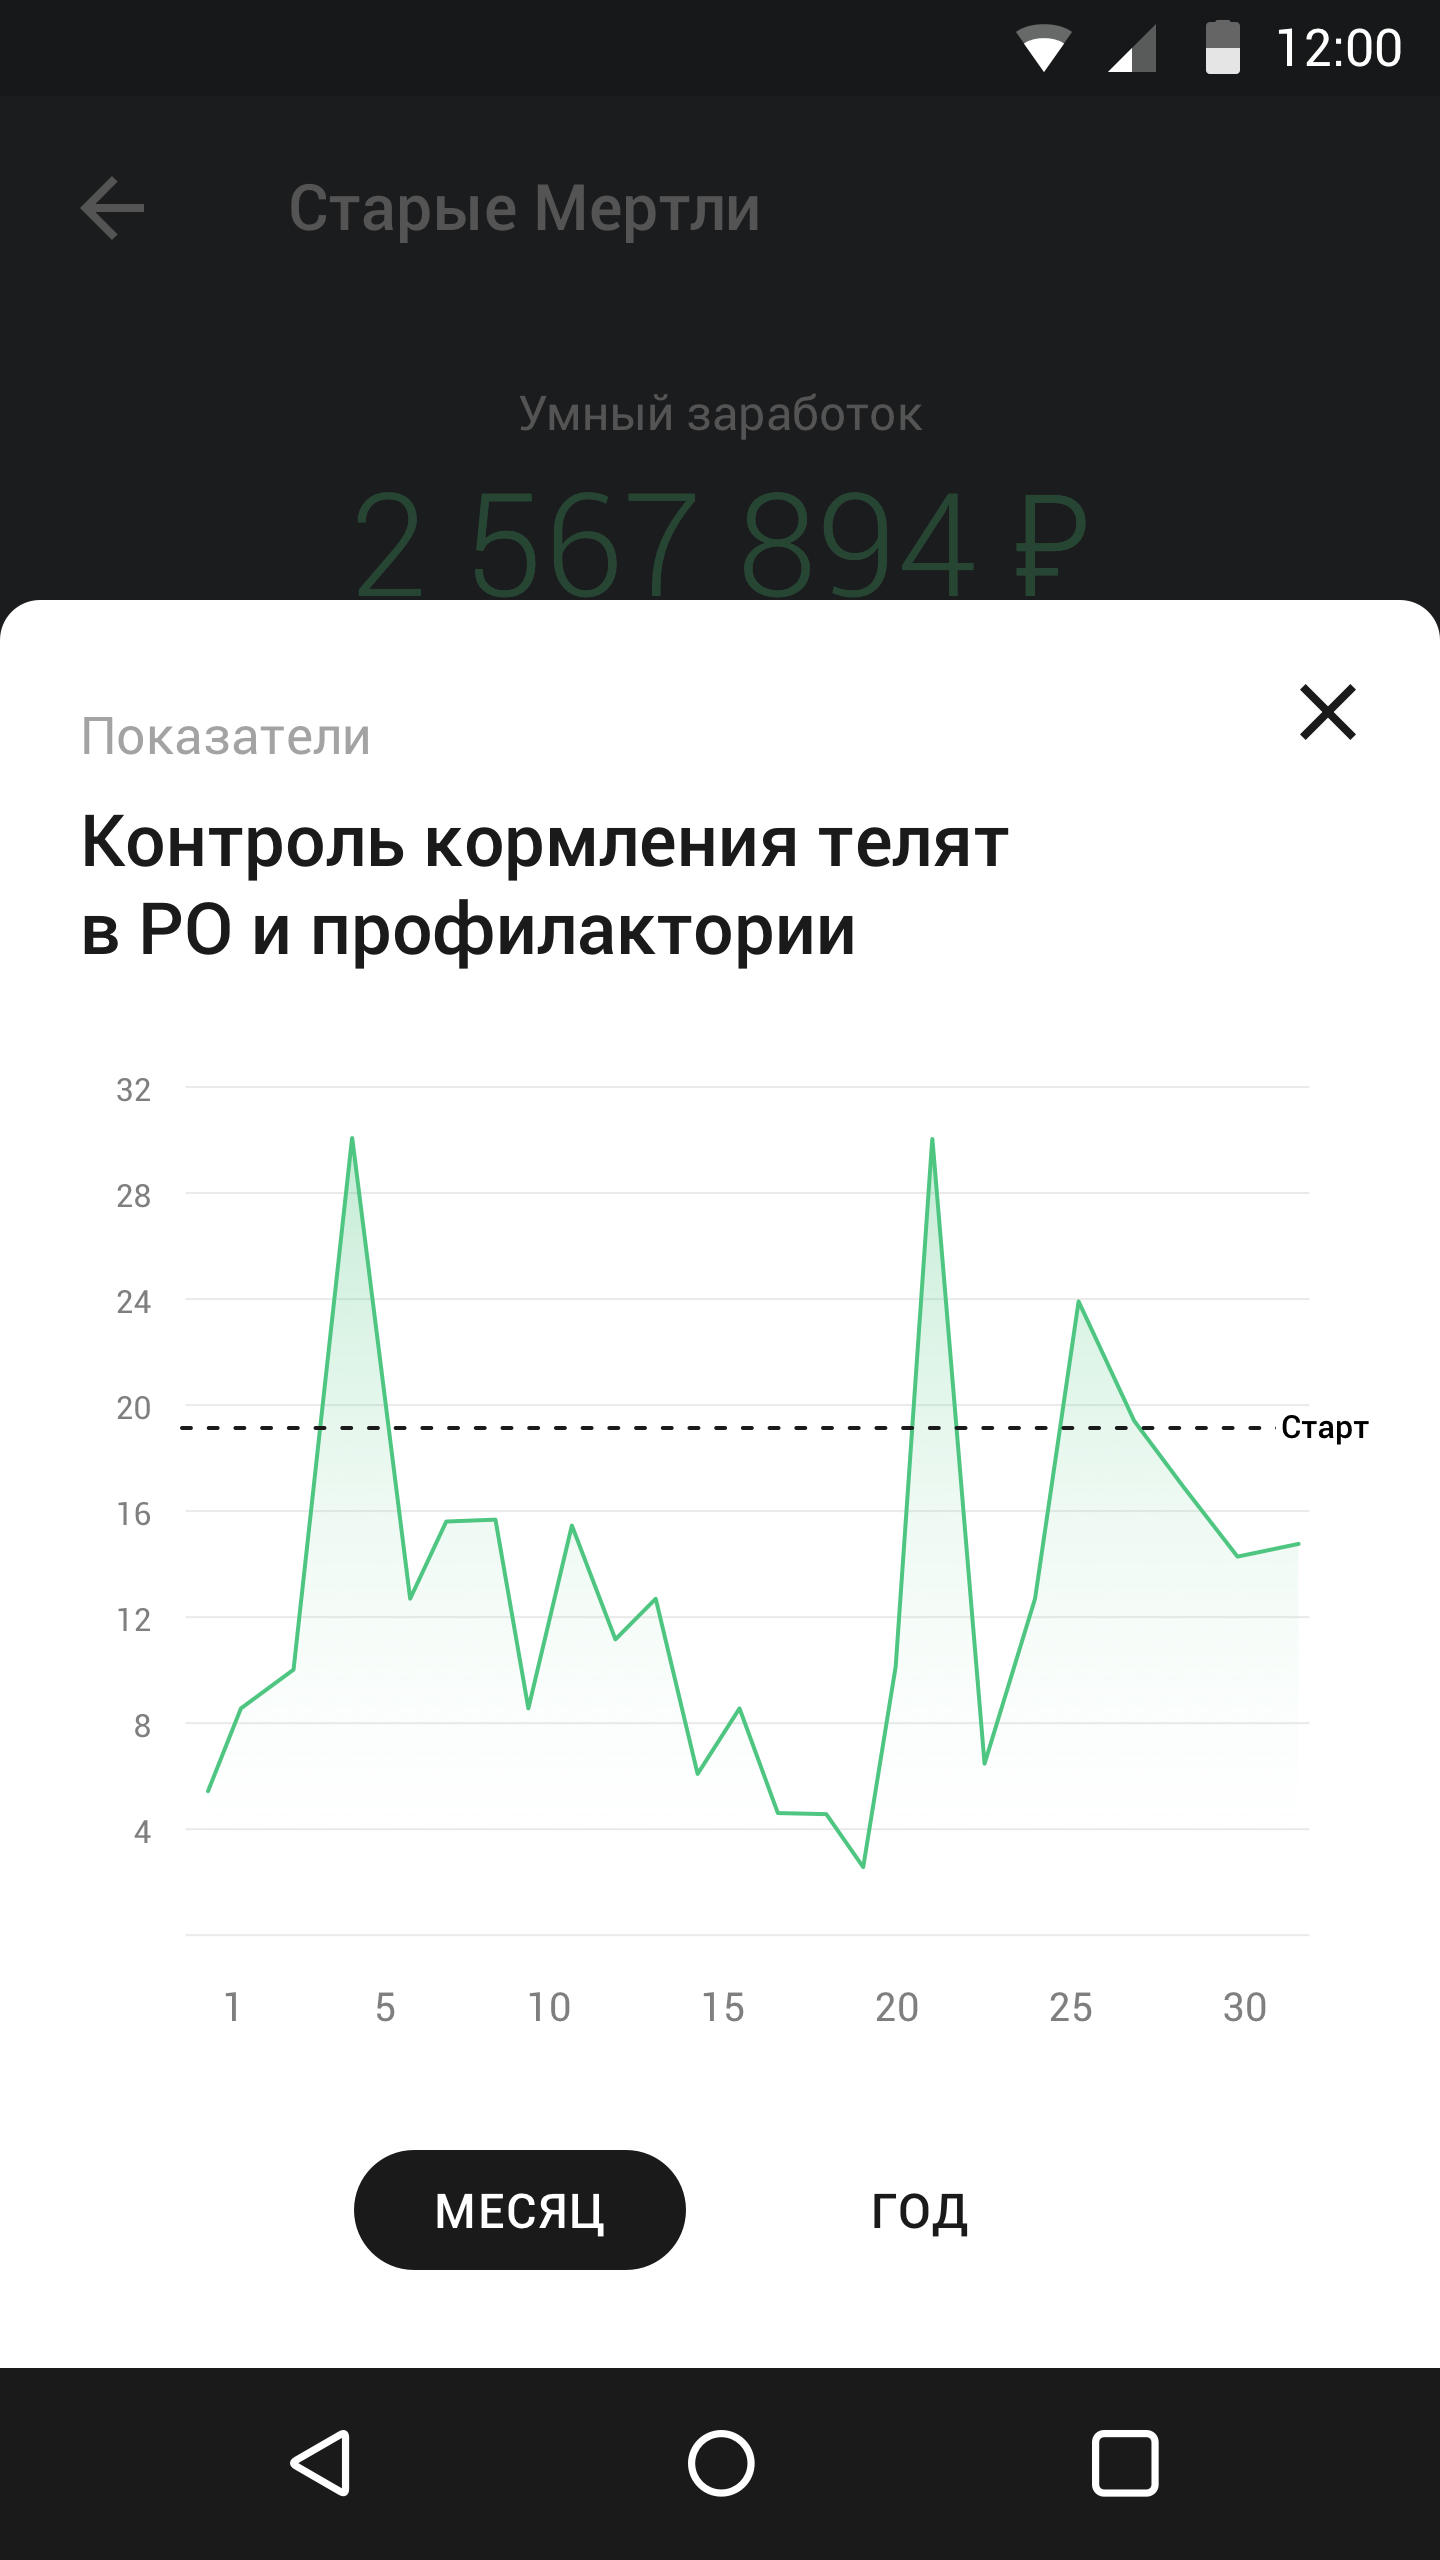 12:00
Старые Мертли
Умный заработок
2 567 894 ₽
Показатели
Контроль кормления телят
в РО и профилактории
32
28
24
20
Старт
16
12
8
4
1 5 10 15 20 25 30
МЕСЯЦ ГОД